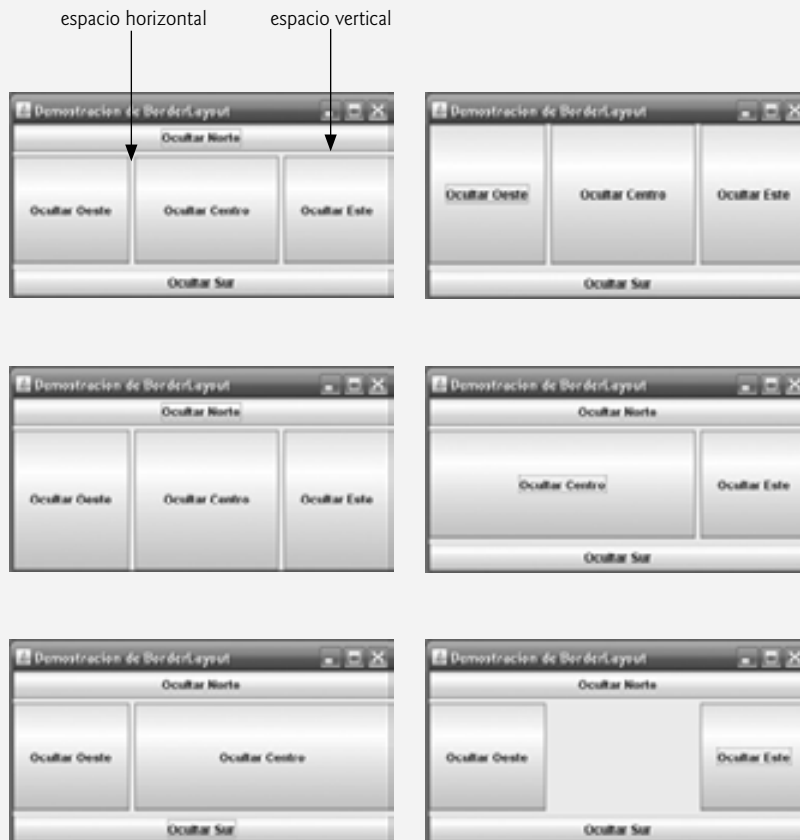 espacio horizontal espacio vertical
Demostracion de BorderLayout
Ocultar Norte
Ocultar Oeste Ocultar Centro Ocultar Este
Ocultar Sur
Demostracion de BorderLayout
Ocultar Oeste Ocultar Centro Ocultar Este
Ocultar Sur
Demostracion de BorderLayout
Ocultar Norte
Ocultar Oeste Ocultar Centro Ocultar Este
Demostracion de BorderLayout
Ocultar Norte
Ocultar Centro Ocultar Este
Ocultar Sur
Demostracion de BorderLayout
Ocultar Norte
Ocultar Oeste Ocultar Centro
Ocultar Sur
Demostracion de BorderLayout
Ocultar Norte
Ocultar Oeste Ocultar Este
Ocultar Sur